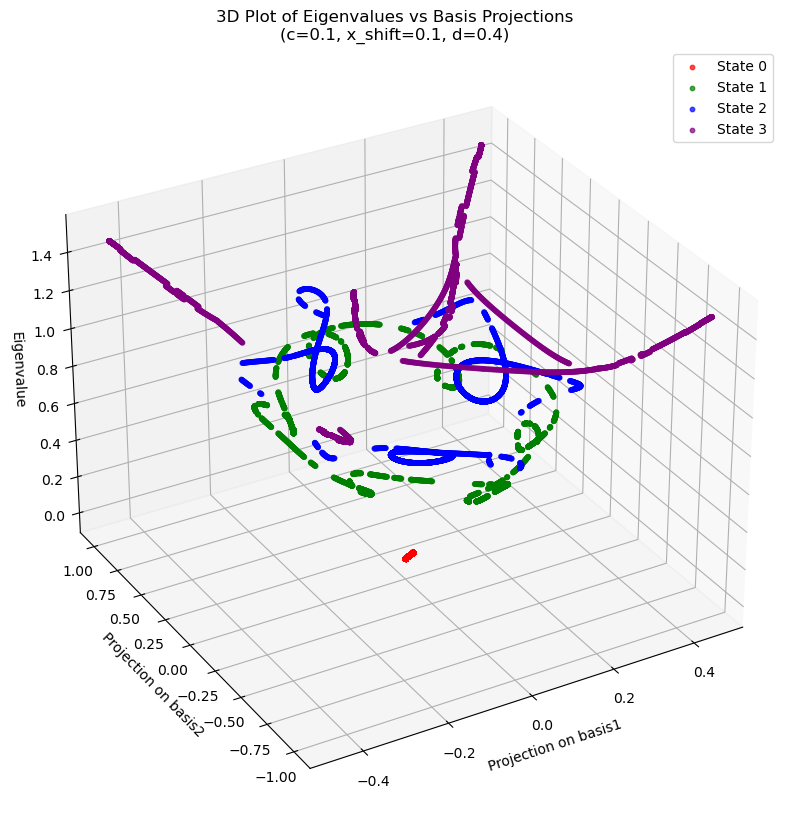 3D Plot of Eigenvalues vs Basis Projections
(c=0.1, x_shift=0.1, d=0.4)
State 0
State 1
State 2
State 3
Eigenvalue
1.4
1.2
1.0
0.8
0.6
0.4
0.2
0.0
Projection on basis2
1.00
0.75
0.50
0.25
0.00
−0.25
−0.50
−0.75
−1.00
Projection on basis1
−0.4
−0.2
0.0
0.2
0.4